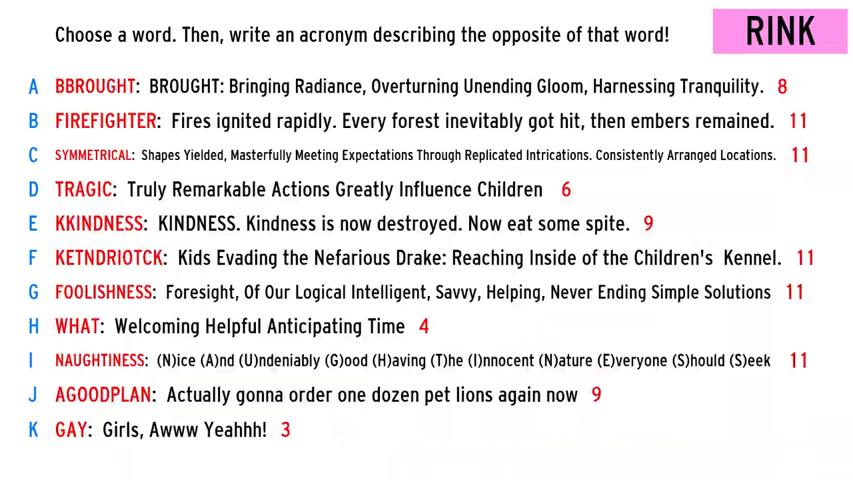 Choose a word. Then, write an acronym describing the opposite of that word!
RINK
A BBROUGHT: BROUGHT: Bringing Radiance, Overturning Unending Gloom, Harnessing Tranquility. 8
B FIREFIGHTER: Fires ignited rapidly. Every forest inevitably got hit, then embers remained. 11
C SYMMETRICAL: Shapes Yielded, Masterfully Meeting Expectations Through Replicated Intrications. Consistently Arranged Locations. 11
D TRAGIC: Truly Remarkable Actions Greatly Influence Children 6
E KKINDNESS: KINDNESS. Kindness is now destroyed. Now eat some spite. 9
F KETNDRIOTCK: Kids Evading the Nefarious Drake: Reaching Inside of the Children's Kennel. 11
G FOOLISHNESS: Foresight, Of Our Logical Intelligent, Savvy, Helping, Never Ending Simple Solutions 11
H WHAT: Welcoming Helpful Anticipating Time 4
I NAUGHTINESS: (N)ice (A)nd (U)ndeniably (G)ood (H)aving (T)he (I)nnocent (N)ature (E)veryone (S)hould (S)eek 11
J AGOODPLAN: Actually gonna order one dozen pet lions again now 9
K GAY: Girls, Awww Yeahhh! 3